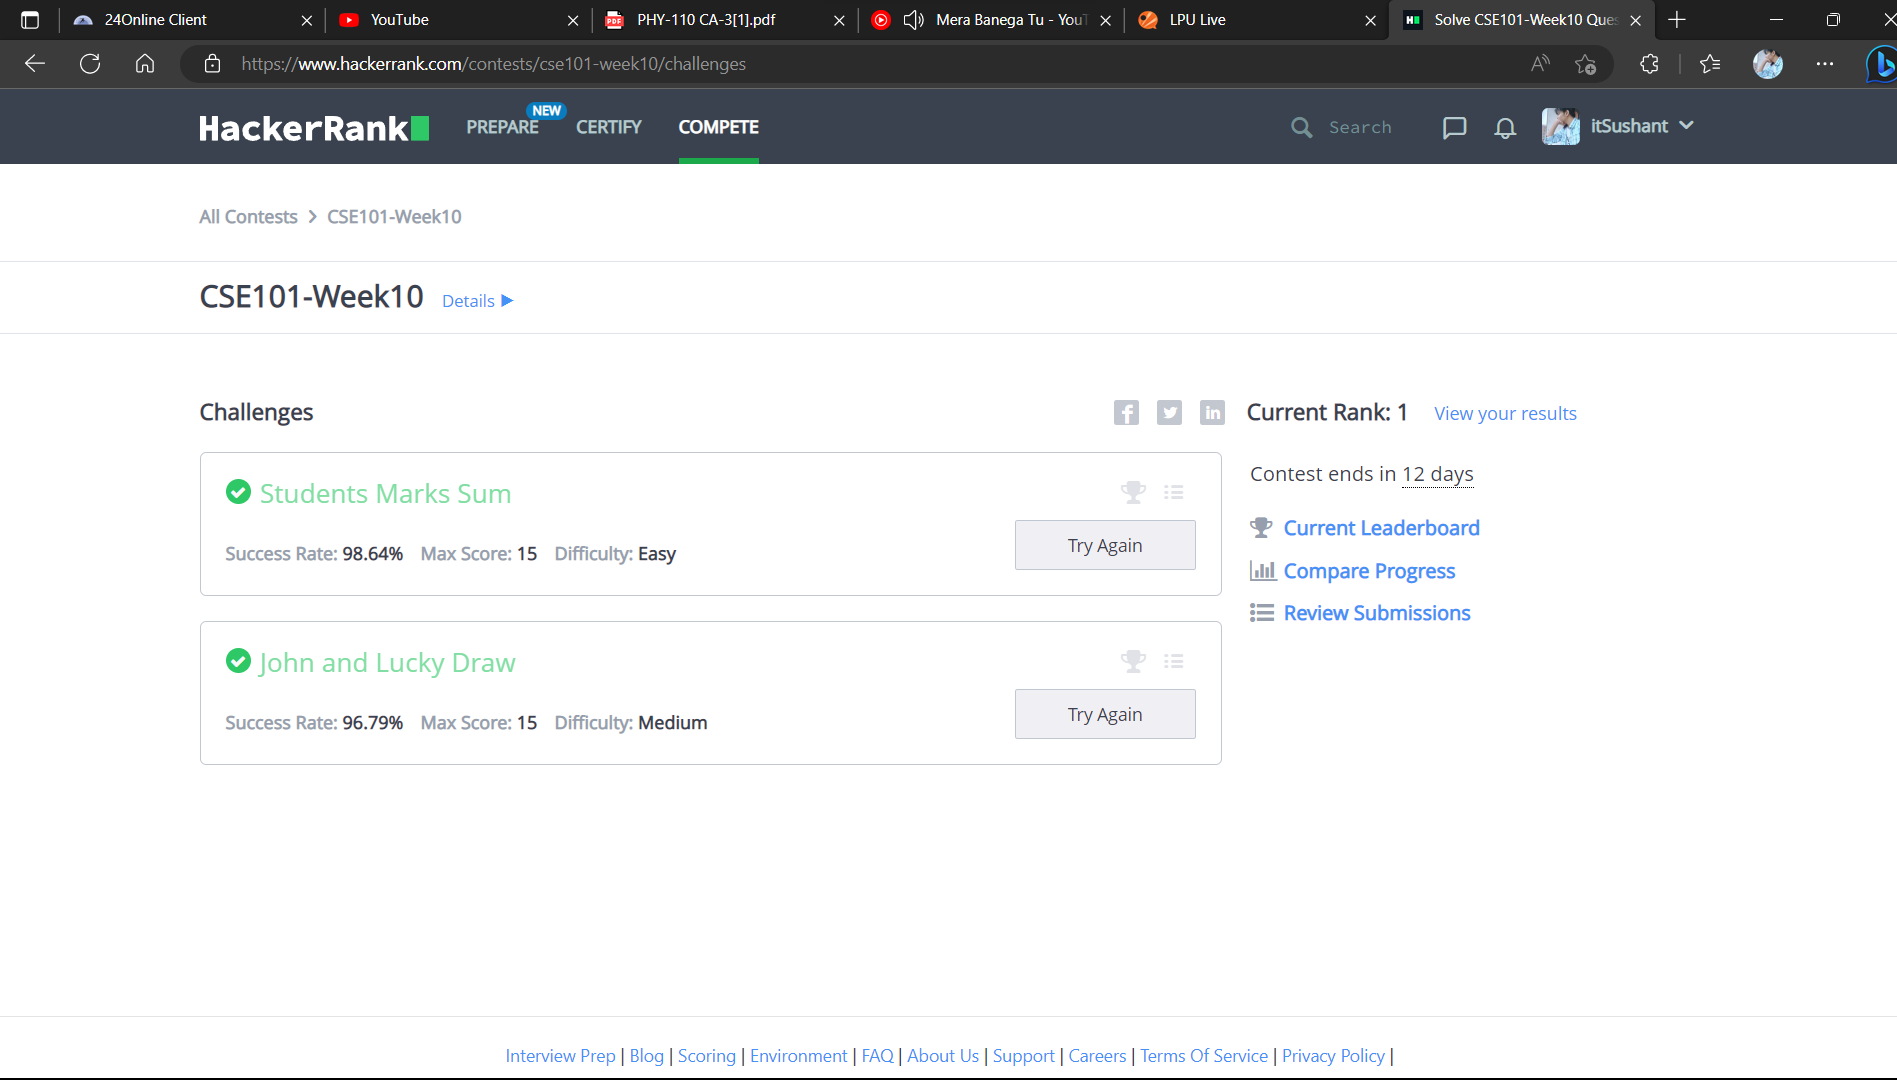 24Online Client
YouTube
PHY-110 CA-3[1].pdf
Mera Banega Tu - YouT
LPU Live
Solve CSE101-Week10 Ques
https://www.hackerrank.com/contests/cse101-week10/challenges
HackerRank
PREPARE
NEW
CERTIFY
COMPETE
Search
itSushant
All Contests > CSE101-Week10
CSE101-Week10
Details
Challenges
Students Marks Sum
Success Rate: 98.64% Max Score: 15 Difficulty: Easy
Try Again
John and Lucky Draw
Success Rate: 96.79% Max Score: 15 Difficulty: Medium
Try Again
Current Rank: 1
View your results
Contest ends in 12 days
Current Leaderboard
Compare Progress
Review Submissions
Interview Prep | Blog | Scoring | Environment | FAQ | About Us | Support | Careers | Terms Of Service | Privacy Policy |